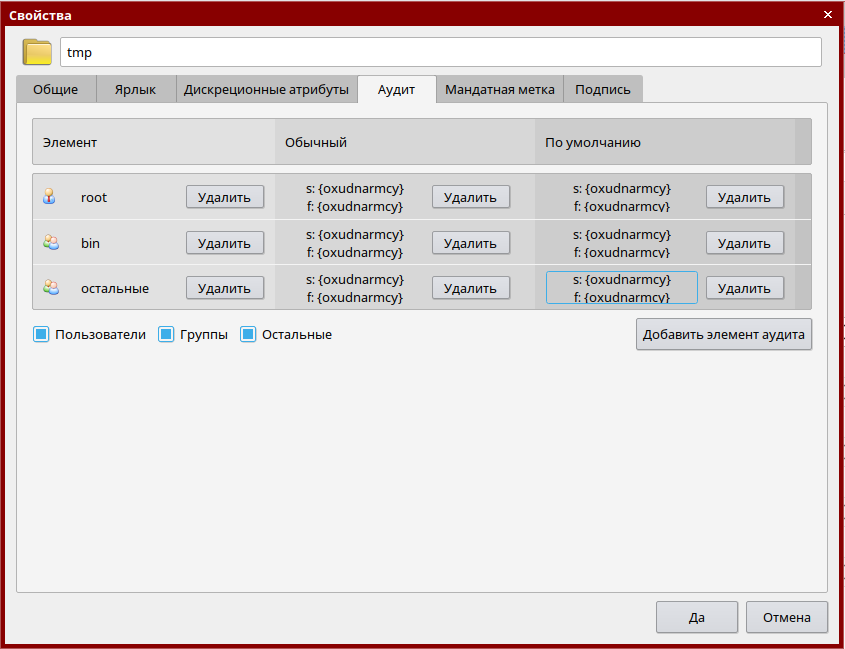 Свойства
tmp
Общие Ярлык Дискреционные атрибуты Аудит Мандатная метка Подпись
Элемент Обычный По умолчанию
root Удалить s: {oxudnarmcy} Удалить s: {oxudnarmcy} Удалить
f: {oxudnarmcy} f: {oxudnarmcy}
bin Удалить s: {oxudnarmcy} Удалить s: {oxudnarmcy} Удалить
f: {oxudnarmcy} f: {oxudnarmcy}
остальные Удалить s: {oxudnarmcy} Удалить s: {oxudnarmcy} Удалить
f: {oxudnarmcy} f: {oxudnarmcy}
Пользователи Группы Остальные Добавить элемент аудита
Да Отмена